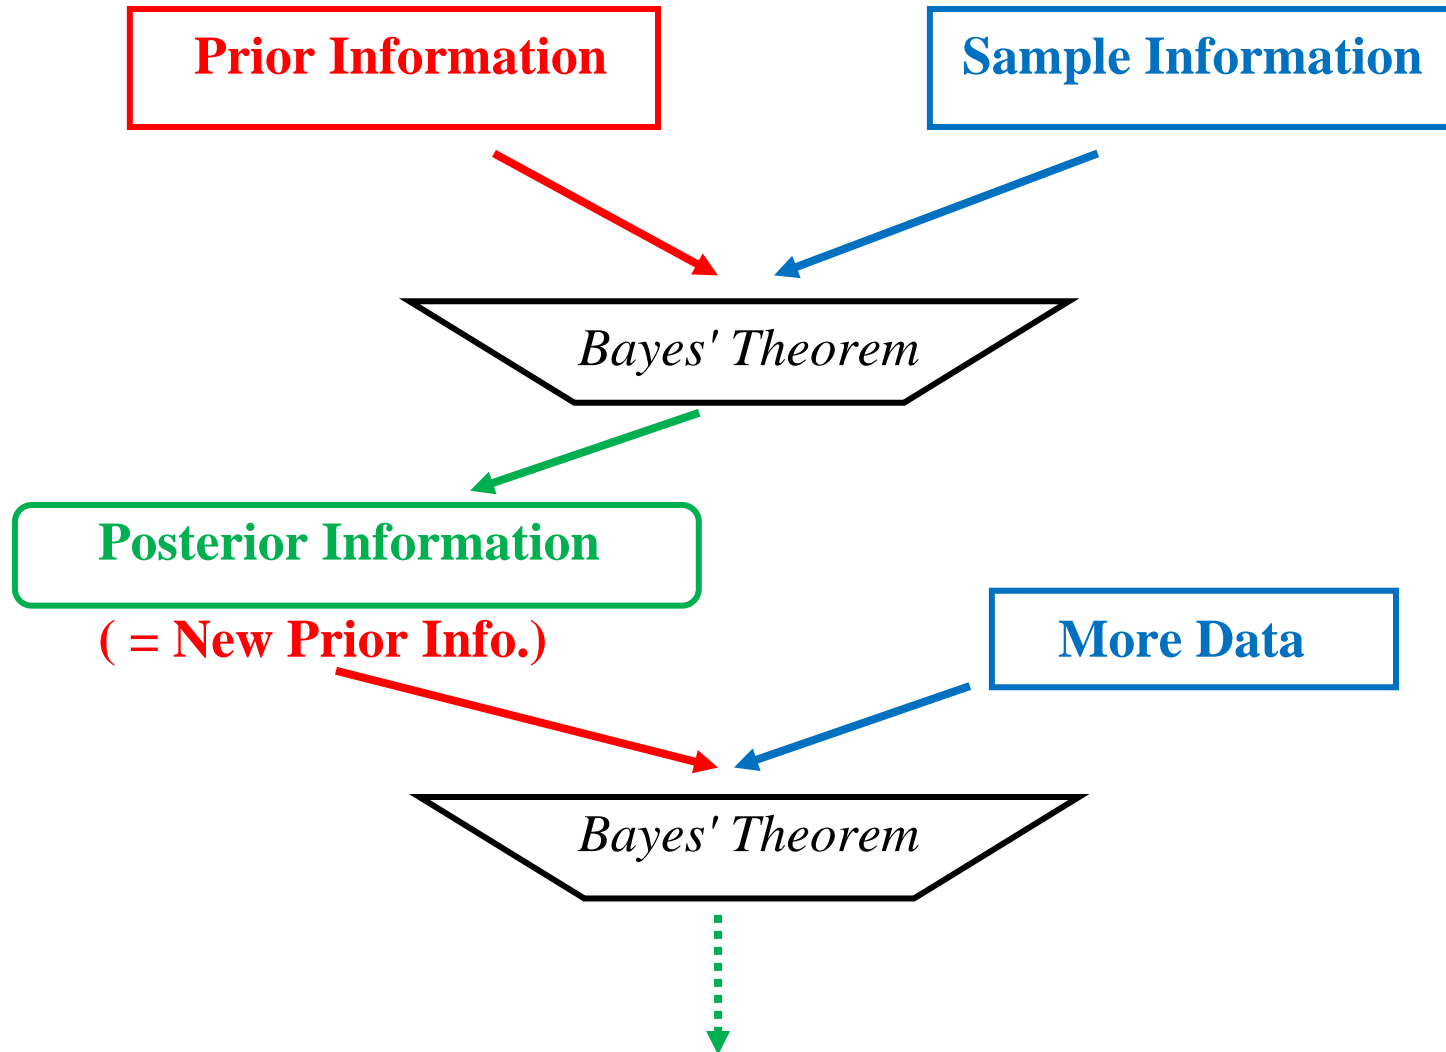 Prior Information
Sample Information
Bayes' Theorem
Posterior Information
( = New Prior Info.)
More Data
Bayes' Theorem